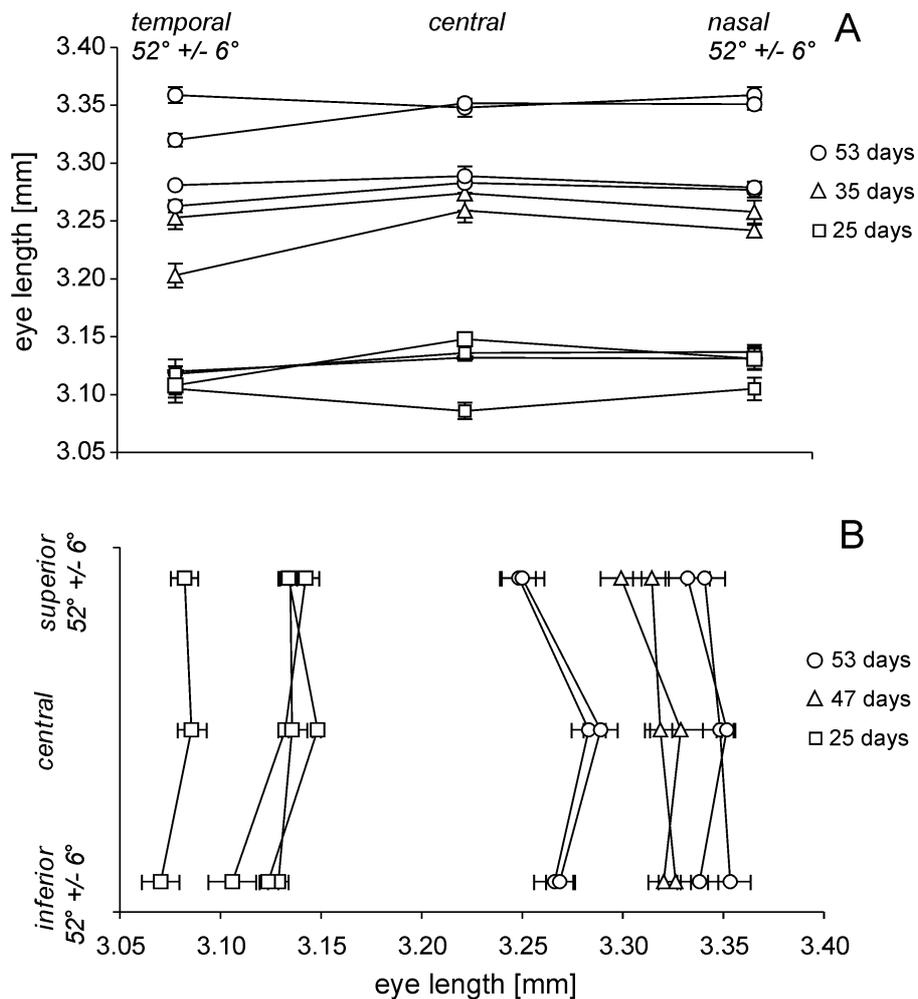 temporal central nasal A
52° +/- 6° 52° +/- 6°
3.40
3.35
3.30
3.25
3.20
3.15
3.10
3.05
eye length [mm]
53 days
35 days
25 days
B
superior
52° +/- 6°
central
inferior
52° +/- 6°
53 days
47 days
25 days
3.05 3.10 3.15 3.20 3.25 3.30 3.35 3.40
eye length [mm]